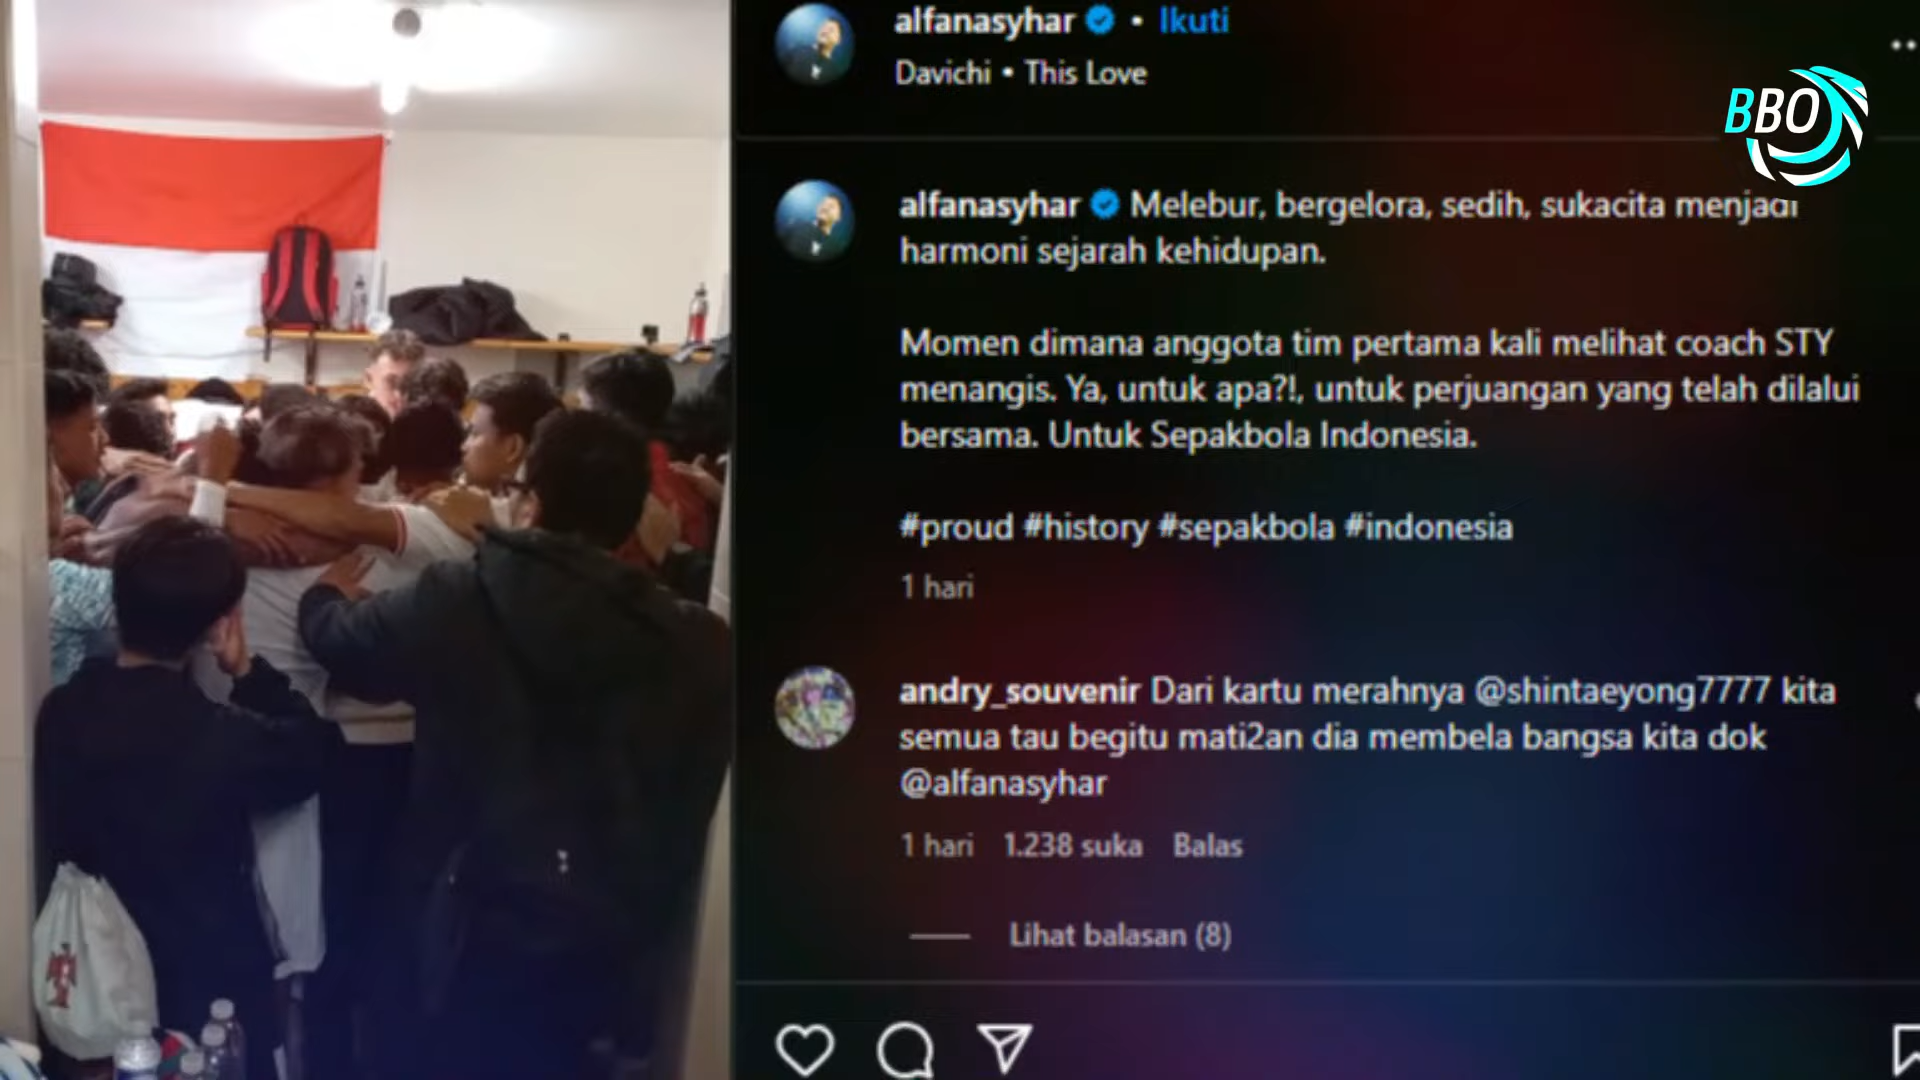 alfanasyhar • Ikuti
Davichi • This Love
BBO
alfanasyhar Melebur, bergelora, sedih, sukacita menjadi
harmoni sejarah kehidupan.
Momen dimana anggota tim pertama kali melihat coach STY
menangis. Ya, untuk apa?!, untuk perjuangan yang telah dilalui
bersama. Untuk Sepakbola Indonesia.
#proud #history #sepakbola #indonesia
1 hari
andry_souvenir Dari kartu merahnya @shintaeyong7777 kita
semua tau begitu mati2an dia membela bangsa kita dok
@alfanasyhar
1 hari 1.238 suka Balas
Lihat balasan (8)